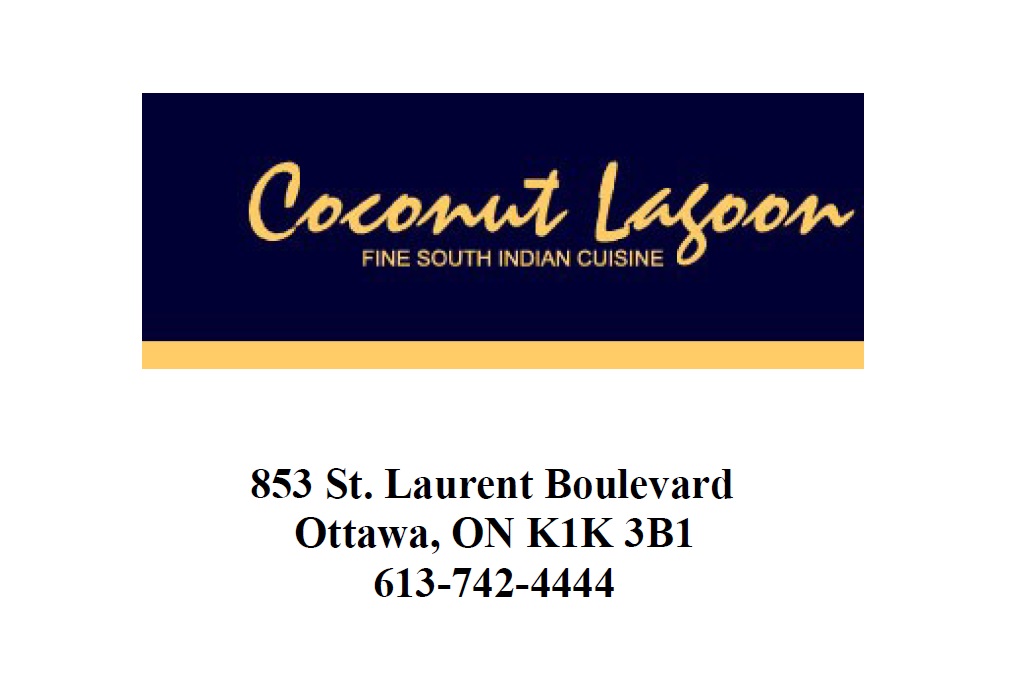 Coconut Lagoon
FINE SOUTH INDIAN CUISINE
853 St. Laurent Boulevard
Ottawa, ON K1K 3B1
613-742-4444